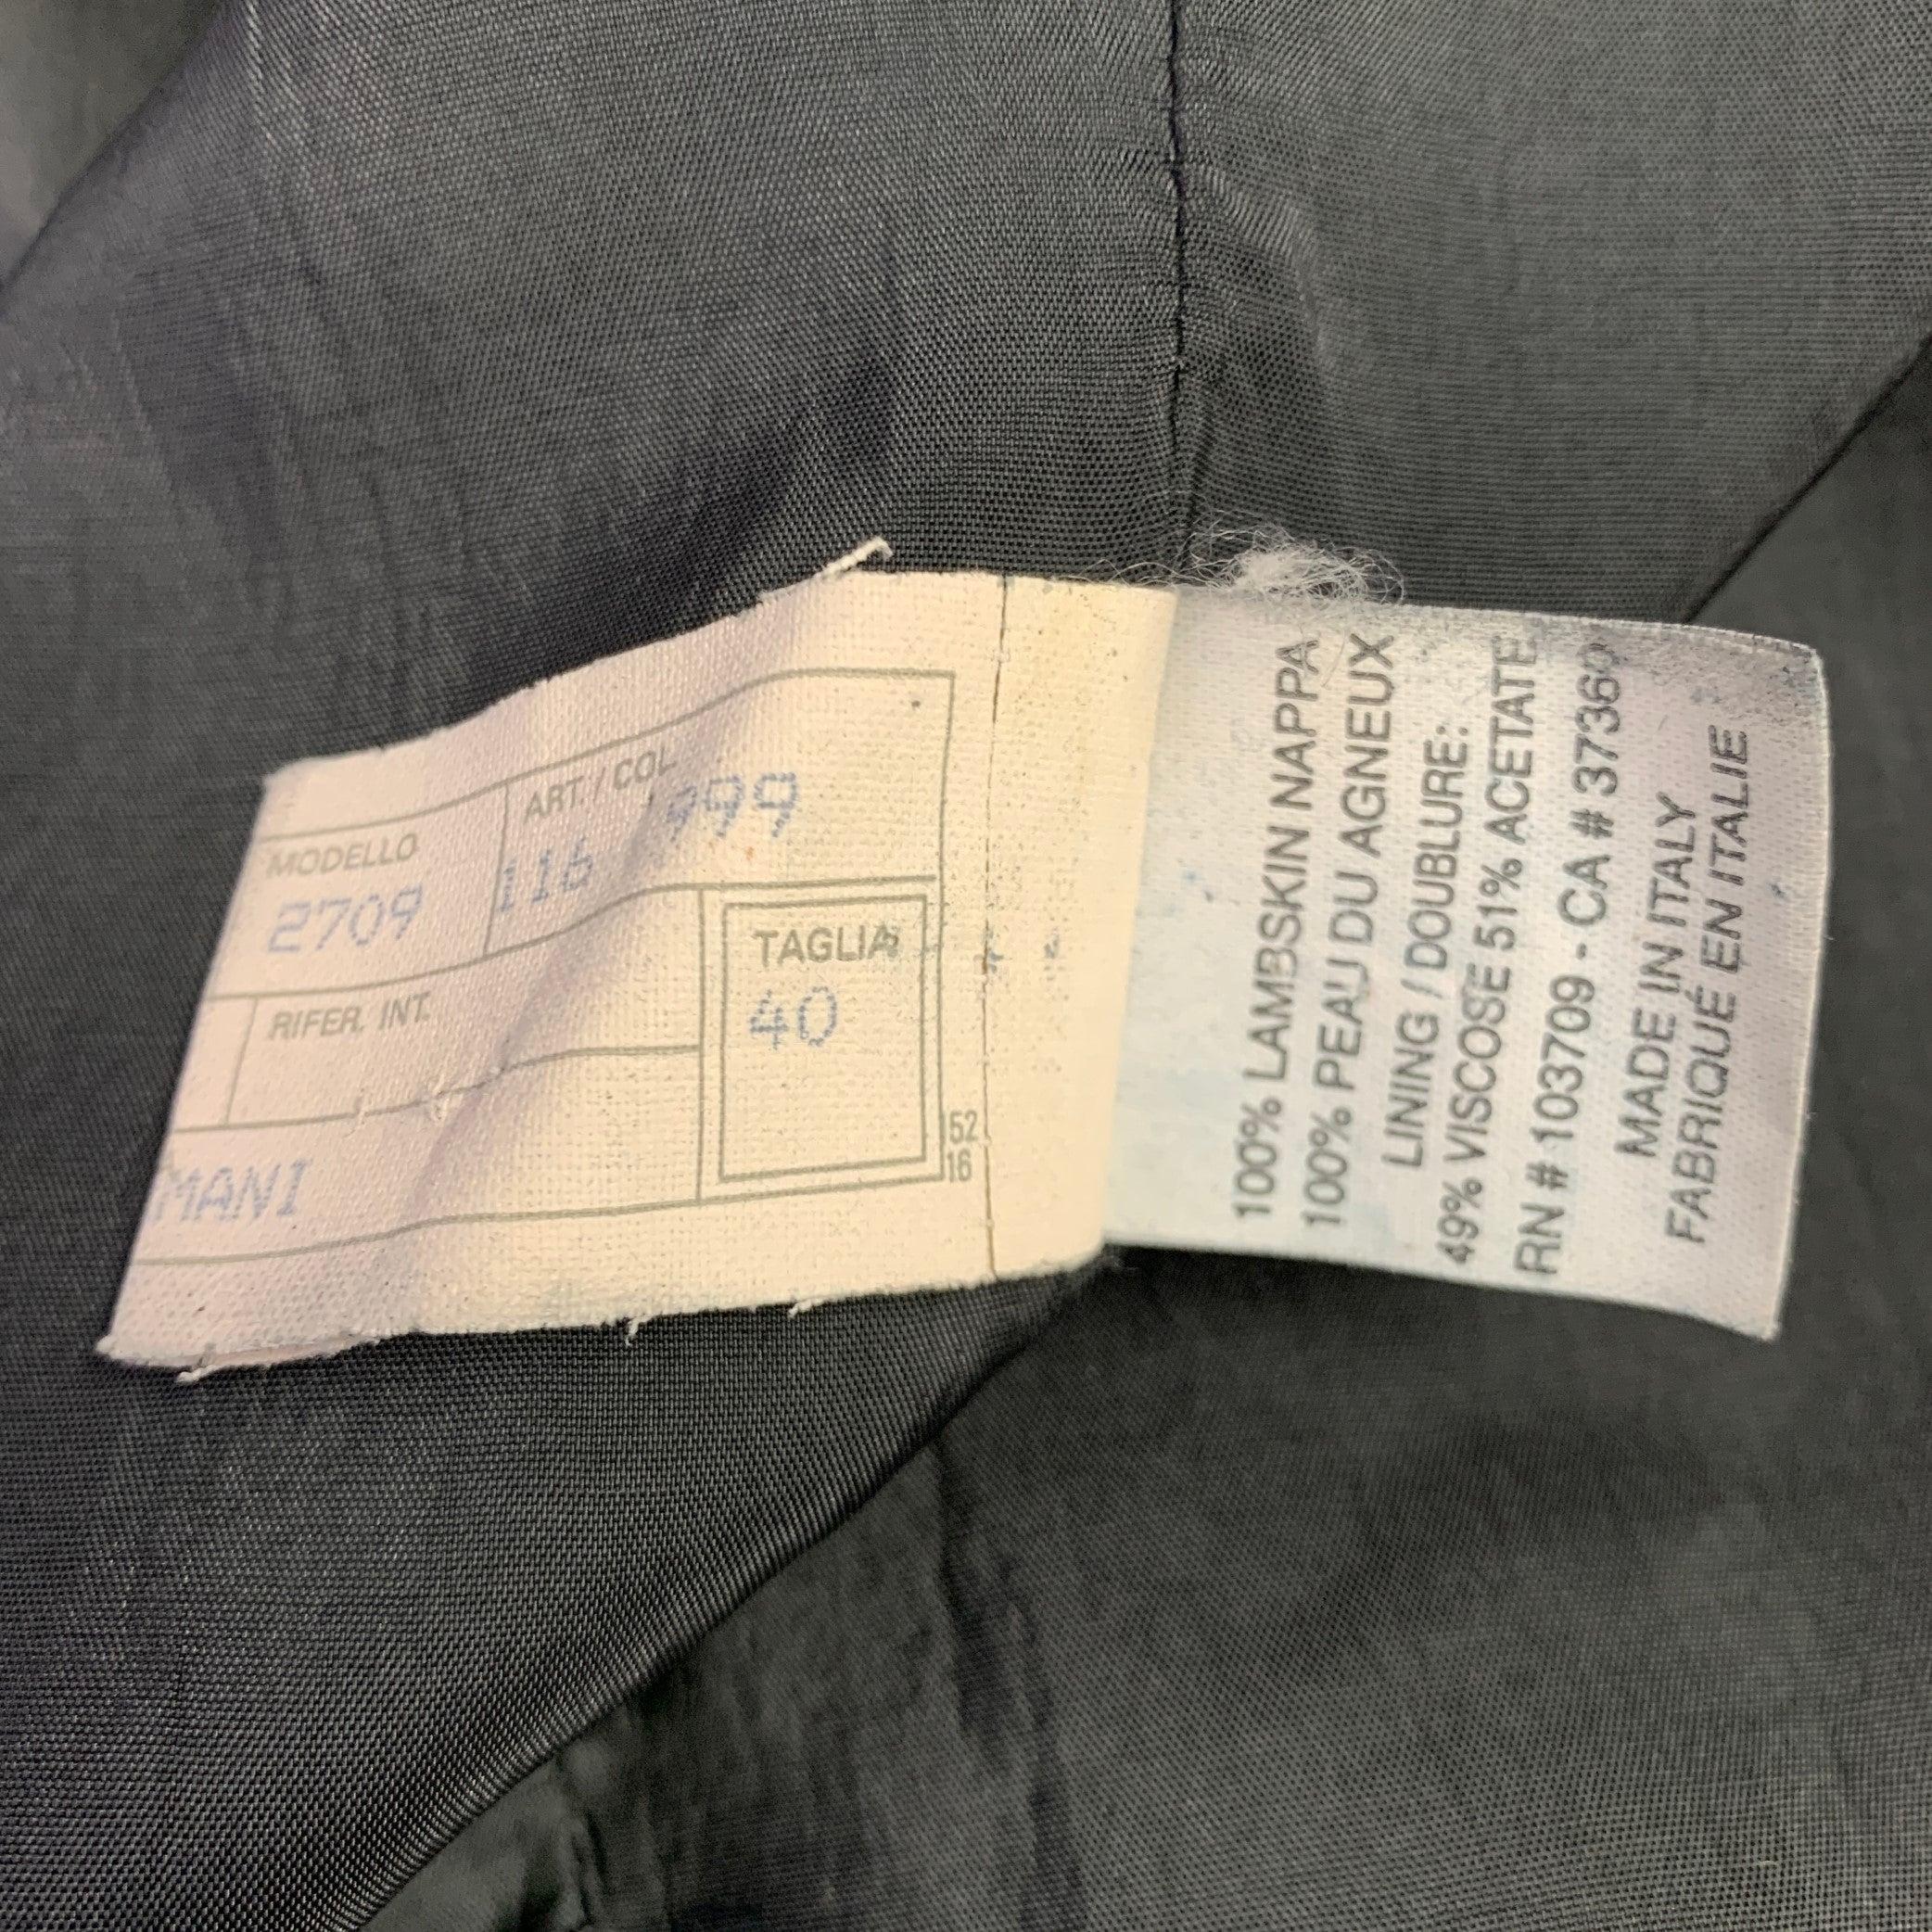 MODELLO
2709
ART. / COL.
116 999
RIFER. INT.
TAGLIA
40
MANI
52
16
100% LAMBSKIN NAPPA
100% PEAU DU AGNEUX
LINING / DOUBLURE:
49% VISCOSE 51% ACETATE
RN # 103709 - CA # 37360
MADE IN ITALY
FABRIQUÉ EN ITALIE